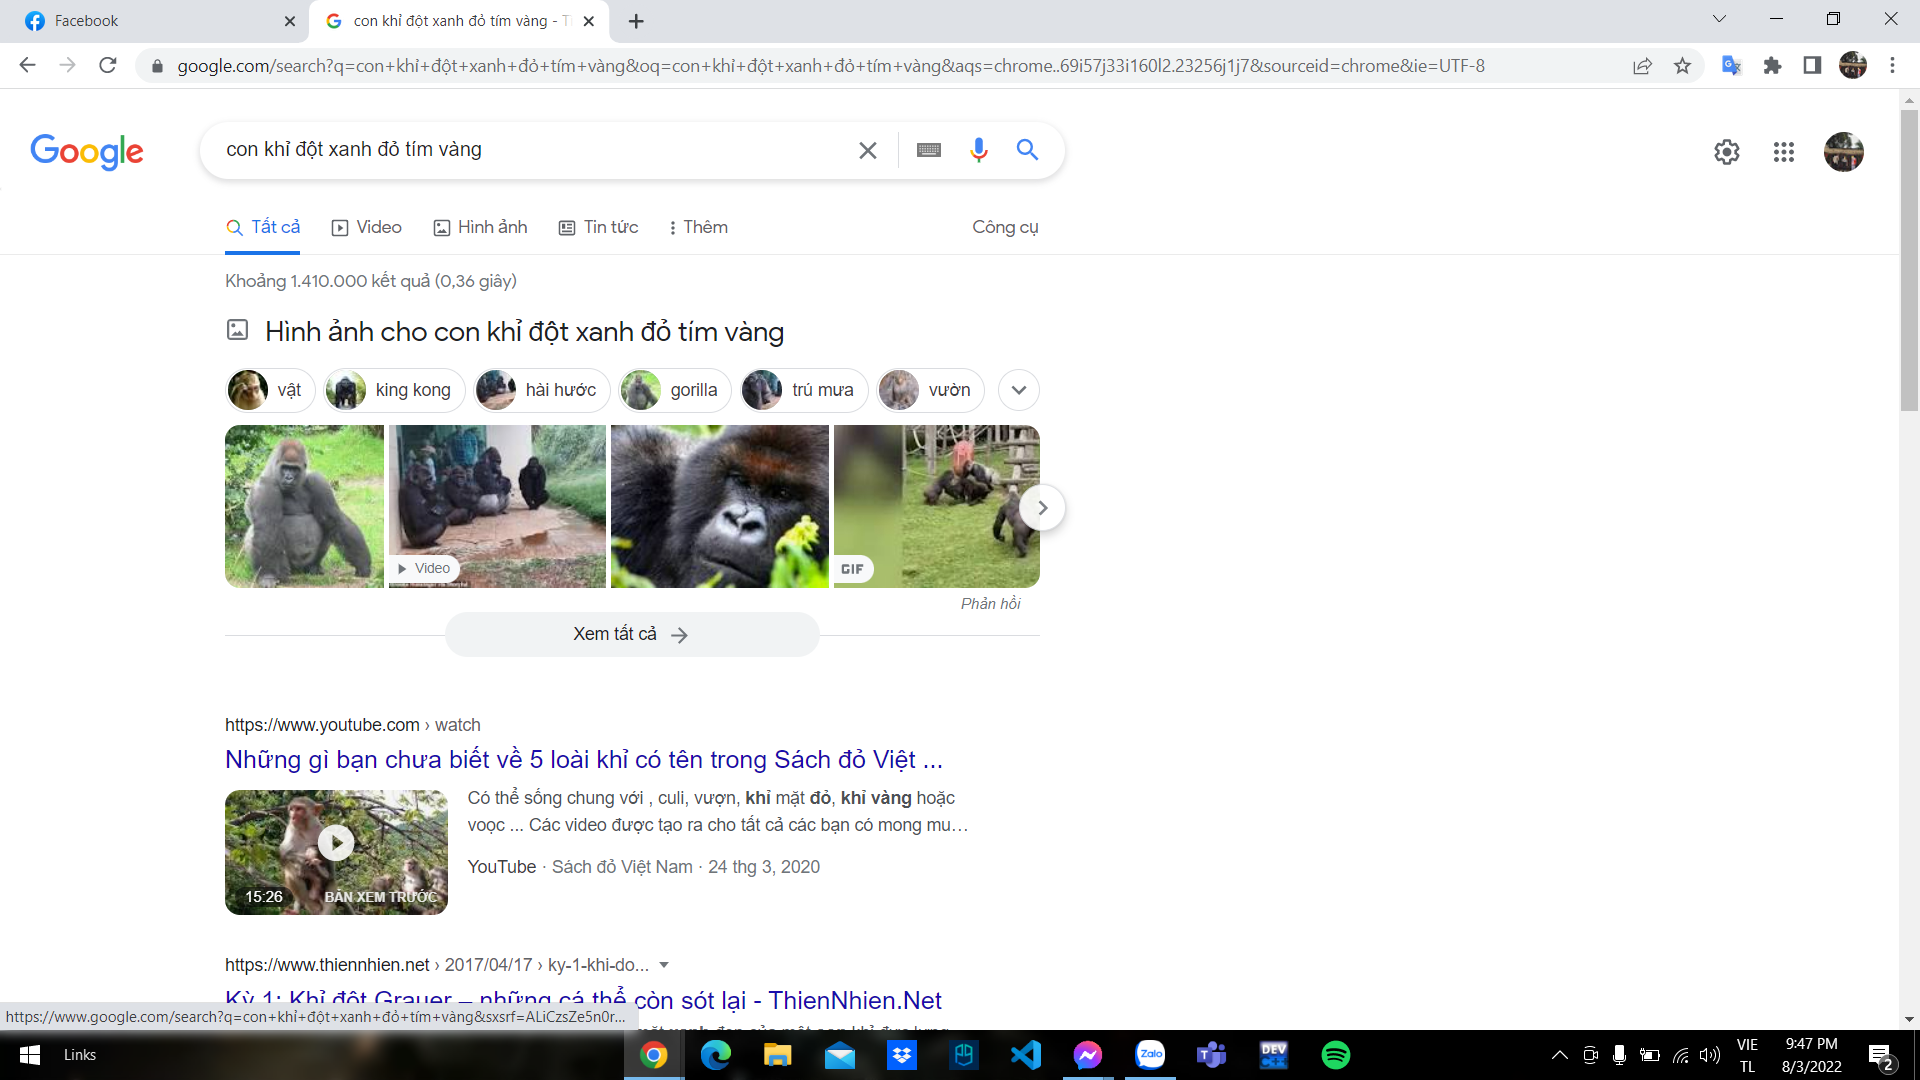 Facebook
con khỉ đột xanh đỏ tím vàng - T
google.com/search?q=con+khỉ+đột+xanh+đỏ+tím+vàng&oq=con+khỉ+đột+xanh+đỏ+tím+vàng&aqs=chrome..69i57j33i160l2.23256j1j7&sourceid=chrome&ie=UTF-8
Google
con khỉ đột xanh đỏ tím vàng
Tất cả
Video
Hình ảnh
Tin tức
Thêm
Công cụ
Khoảng 1.410.000 kết quả (0,36 giây)
Hình ảnh cho con khỉ đột xanh đỏ tím vàng
vật
king kong
hài hước
gorilla
trú mưa
vườn
Video
GIF
Phản hồi
Xem tất cả
https://www.youtube.com › watch
Những gì bạn chưa biết về 5 loài khỉ có tên trong Sách đỏ Việt ...
Có thể sống chung với , culi, vượn, khỉ mặt đỏ, khỉ vàng hoặc
voọc ... Các video được tạo ra cho tất cả các bạn có mong mu…
YouTube · Sách đỏ Việt Nam · 24 thg 3, 2020
15:26
BẢN XEM TRƯỚC
https://www.thiennhien.net › 2017/04/17 › ky-1-khi-do...
Kỳ 1: Khỉ đột Grauer – những cá thể còn sót lại - ThienNhien.Net
https://www.google.com/search?q=con+khỉ+đột+xanh+đỏ+tím+vàng&sxsrf=ALiCzsZe5n0r...
Links
Zalo
DEV
C++
VIE
TL
9:47 PM
8/3/2022
2